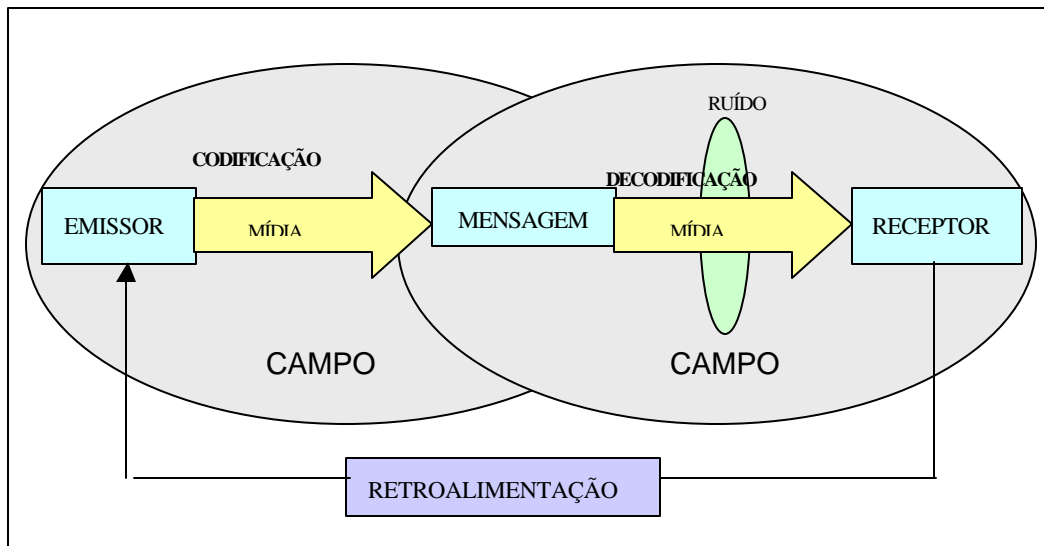 RUÍDO
CODIFICAÇÃO
DECODIFICAÇÃO
EMISSOR
MÍDIA
MENSAGEM
MÍDIA
RECEPTOR
CAMPO
CAMPO
RETROALIMENTAÇÃO